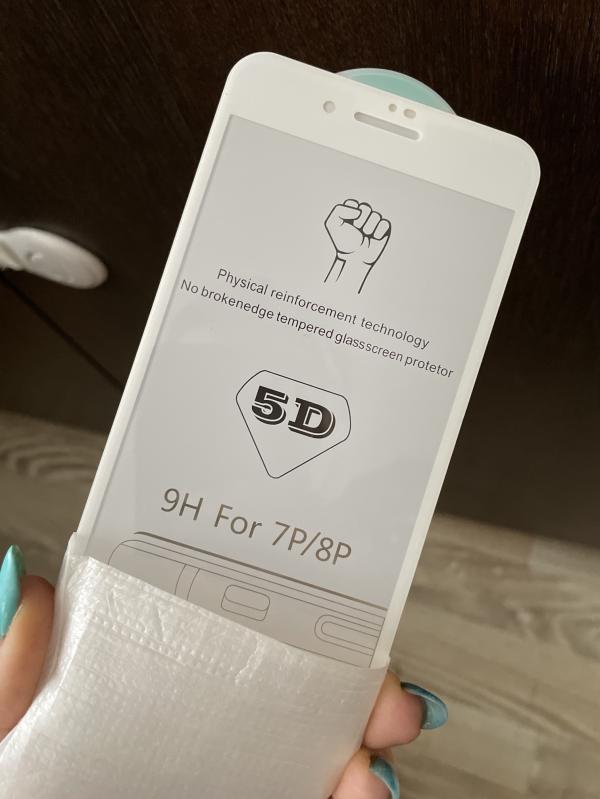 Physical reinforcement technology
No brokenedge tempered glassscreen protetor
5D
9H For 7P/8P